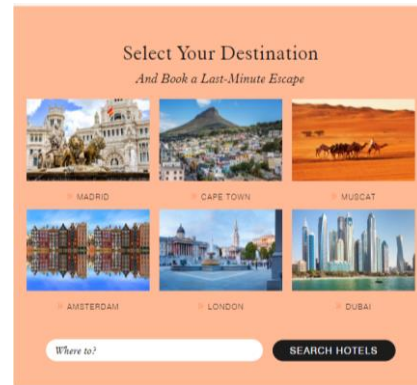 Select Your Destination
And Book a Last-Minute Escape
MADRID
CAPE TOWN
MUSCAT
AMSTERDAM
LONDON
DUBAI
Where to?
SEARCH HOTELS